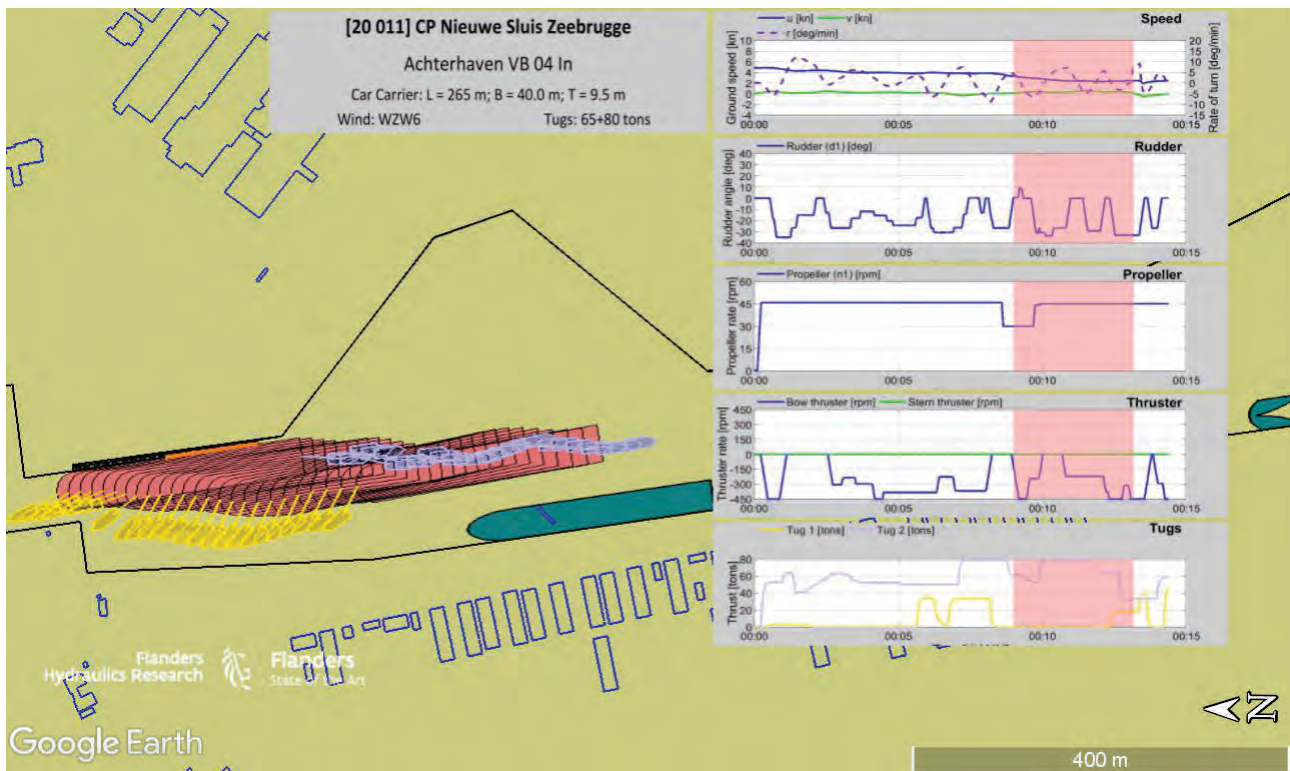 [20 011] CP Nieuwe Sluis Zeebrugge
Achterhaven VB 04 In
Car Carrier: L = 265 m; B = 40.0 m; T = 9.5 m
Wind: WZW6 Tugs: 65+80 tons
u [kn] v [kn]
r [deg/min]
Speed
Ground speed [kn]
10
8
6
4
2
0
-2
-4
Rate of turn [deg/min]
20
15
10
5
0
-5
-10
-15
00:00 00:05 00:10 00:15
Rudder (d1) [deg]
Rudder
Rudder angle [deg]
40
30
20
10
0
-10
-20
-30
-40
00:00 00:05 00:10 00:15
Propeller (n1) [rpm]
Propeller
Propeller rate [rpm]
60
45
30
15
0
00:00 00:05 00:10 00:15
Bow thruster [rpm] Stern thruster [rpm]
Thruster
Thruster rate [rpm]
450
300
150
0
-150
-300
-450
00:00 00:05 00:10 00:15
Tug 1 [tons] Tug 2 [tons]
Tugs
Thrust [tons]
80
60
40
20
0
00:00 00:05 00:10 00:15
Flanders
Hydraulics Research
Flanders
State of the Art
Google Earth
N
400 m